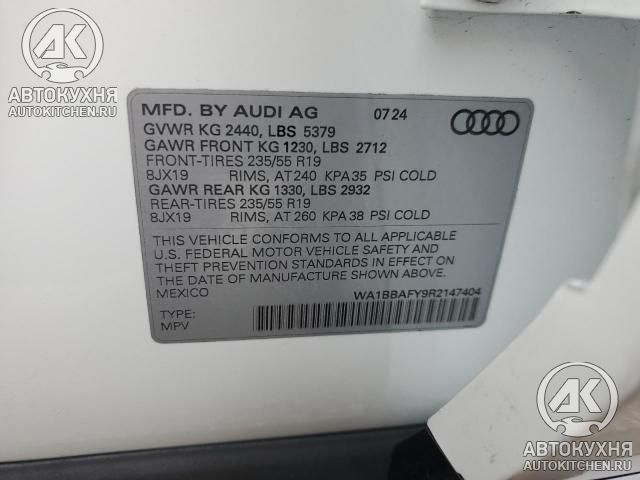 AK
АВТОКУХНЯ
AUTOKITCHEN.RU
MFD. BY AUDI AG 07 24
GVWR KG 2440, LBS 5379
GAWR FRONT KG 1230, LBS 2712
FRONT-TIRES 235/55 R19
8JX19 RIMS, AT 240 KPA 35 PSI COLD
GAWR REAR KG 1330, LBS 2932
REAR-TIRES 235/55 R19
8JX19 RIMS, AT 260 KPA 38 PSI COLD
THIS VEHICLE CONFORMS TO ALL APPLICABLE
U.S. FEDERAL MOTOR VEHICLE SAFETY AND
THEFT PREVENTION STANDARDS IN EFFECT ON
THE DATE OF MANUFACTURE SHOWN ABOVE.
MEXICO WA1BBAFY9R2147404
TYPE:
MPV
AK
АВТОКУХНЯ
AUTOKITCHEN.RU